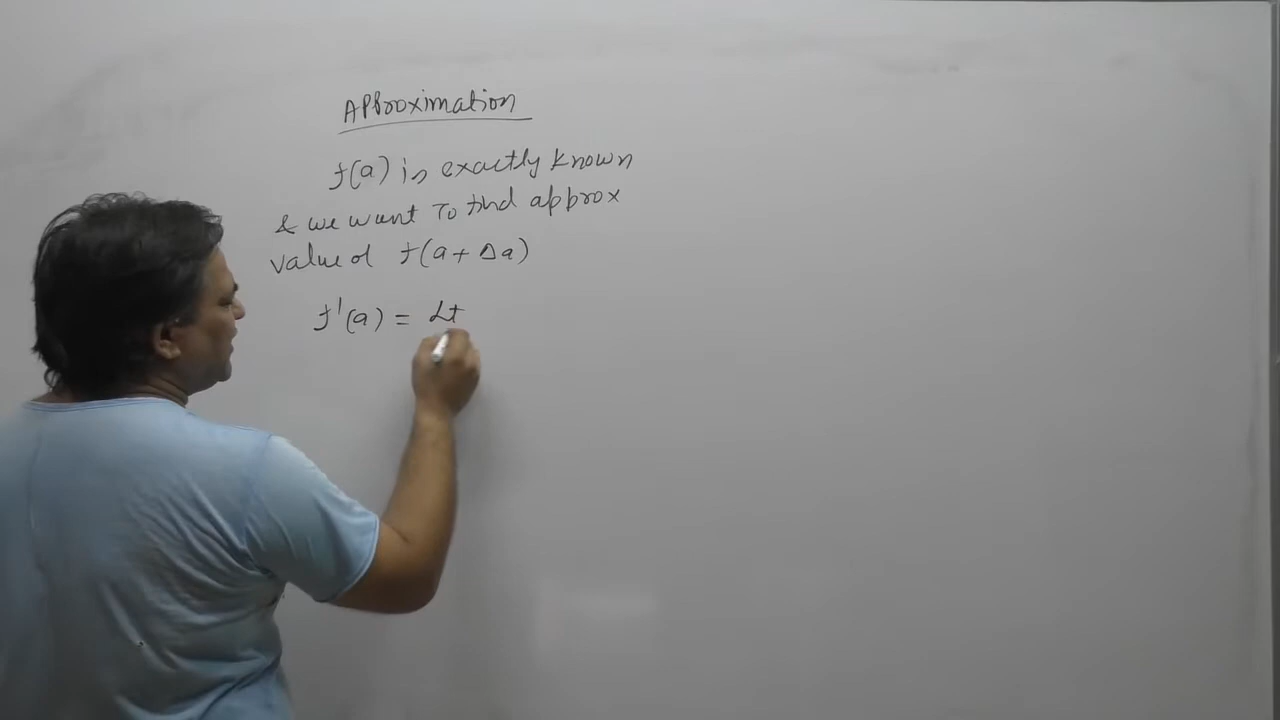 Approximation
f(a) is exactly known
& we want to find approx
value of f(a + Δa)
f'(a) = Lt